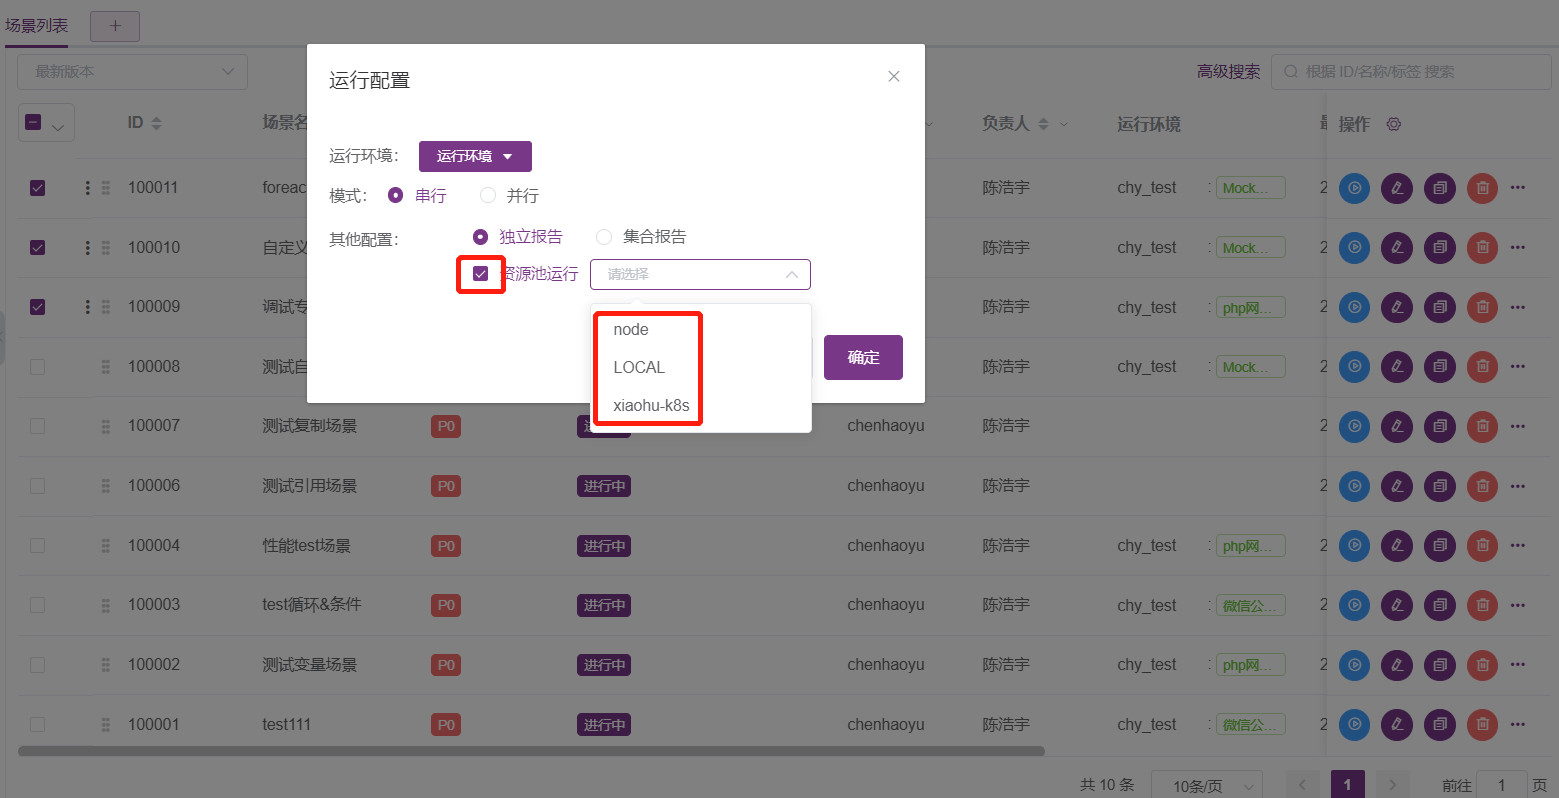 场景列表
+
最新版本
高级搜索
根据 ID/名称/标签 搜索
运行配置
ID
场景名
负责人
运行环境
操作
运行环境:
运行环境
模式:
串行
并行
其他配置:
独立报告
集合报告
资源池运行
请选择
node
LOCAL
xiaohu-k8s
确定
100011 foreac 陈浩宇 chy_test : Mock... 2
100010 自定义 陈浩宇 chy_test : Mock... 2
100009 调试专 陈浩宇 chy_test : php网... 2
100008 测试自 陈浩宇 chy_test : Mock... 2
100007 测试复制场景 P0 chenhaoyu 陈浩宇 2
100006 测试引用场景 P0 进行中 chenhaoyu 陈浩宇 2
100004 性能test场景 P0 进行中 chenhaoyu 陈浩宇 chy_test : php网... 2
100003 test循环&条件 P0 进行中 chenhaoyu 陈浩宇 chy_test : 微信公... 2
100002 测试变量场景 P0 进行中 chenhaoyu 陈浩宇 chy_test : php网... 2
100001 test111 P0 进行中 chenhaoyu 陈浩宇 chy_test : 微信公... 2
共 10 条
10条/页
1
前往 1 页